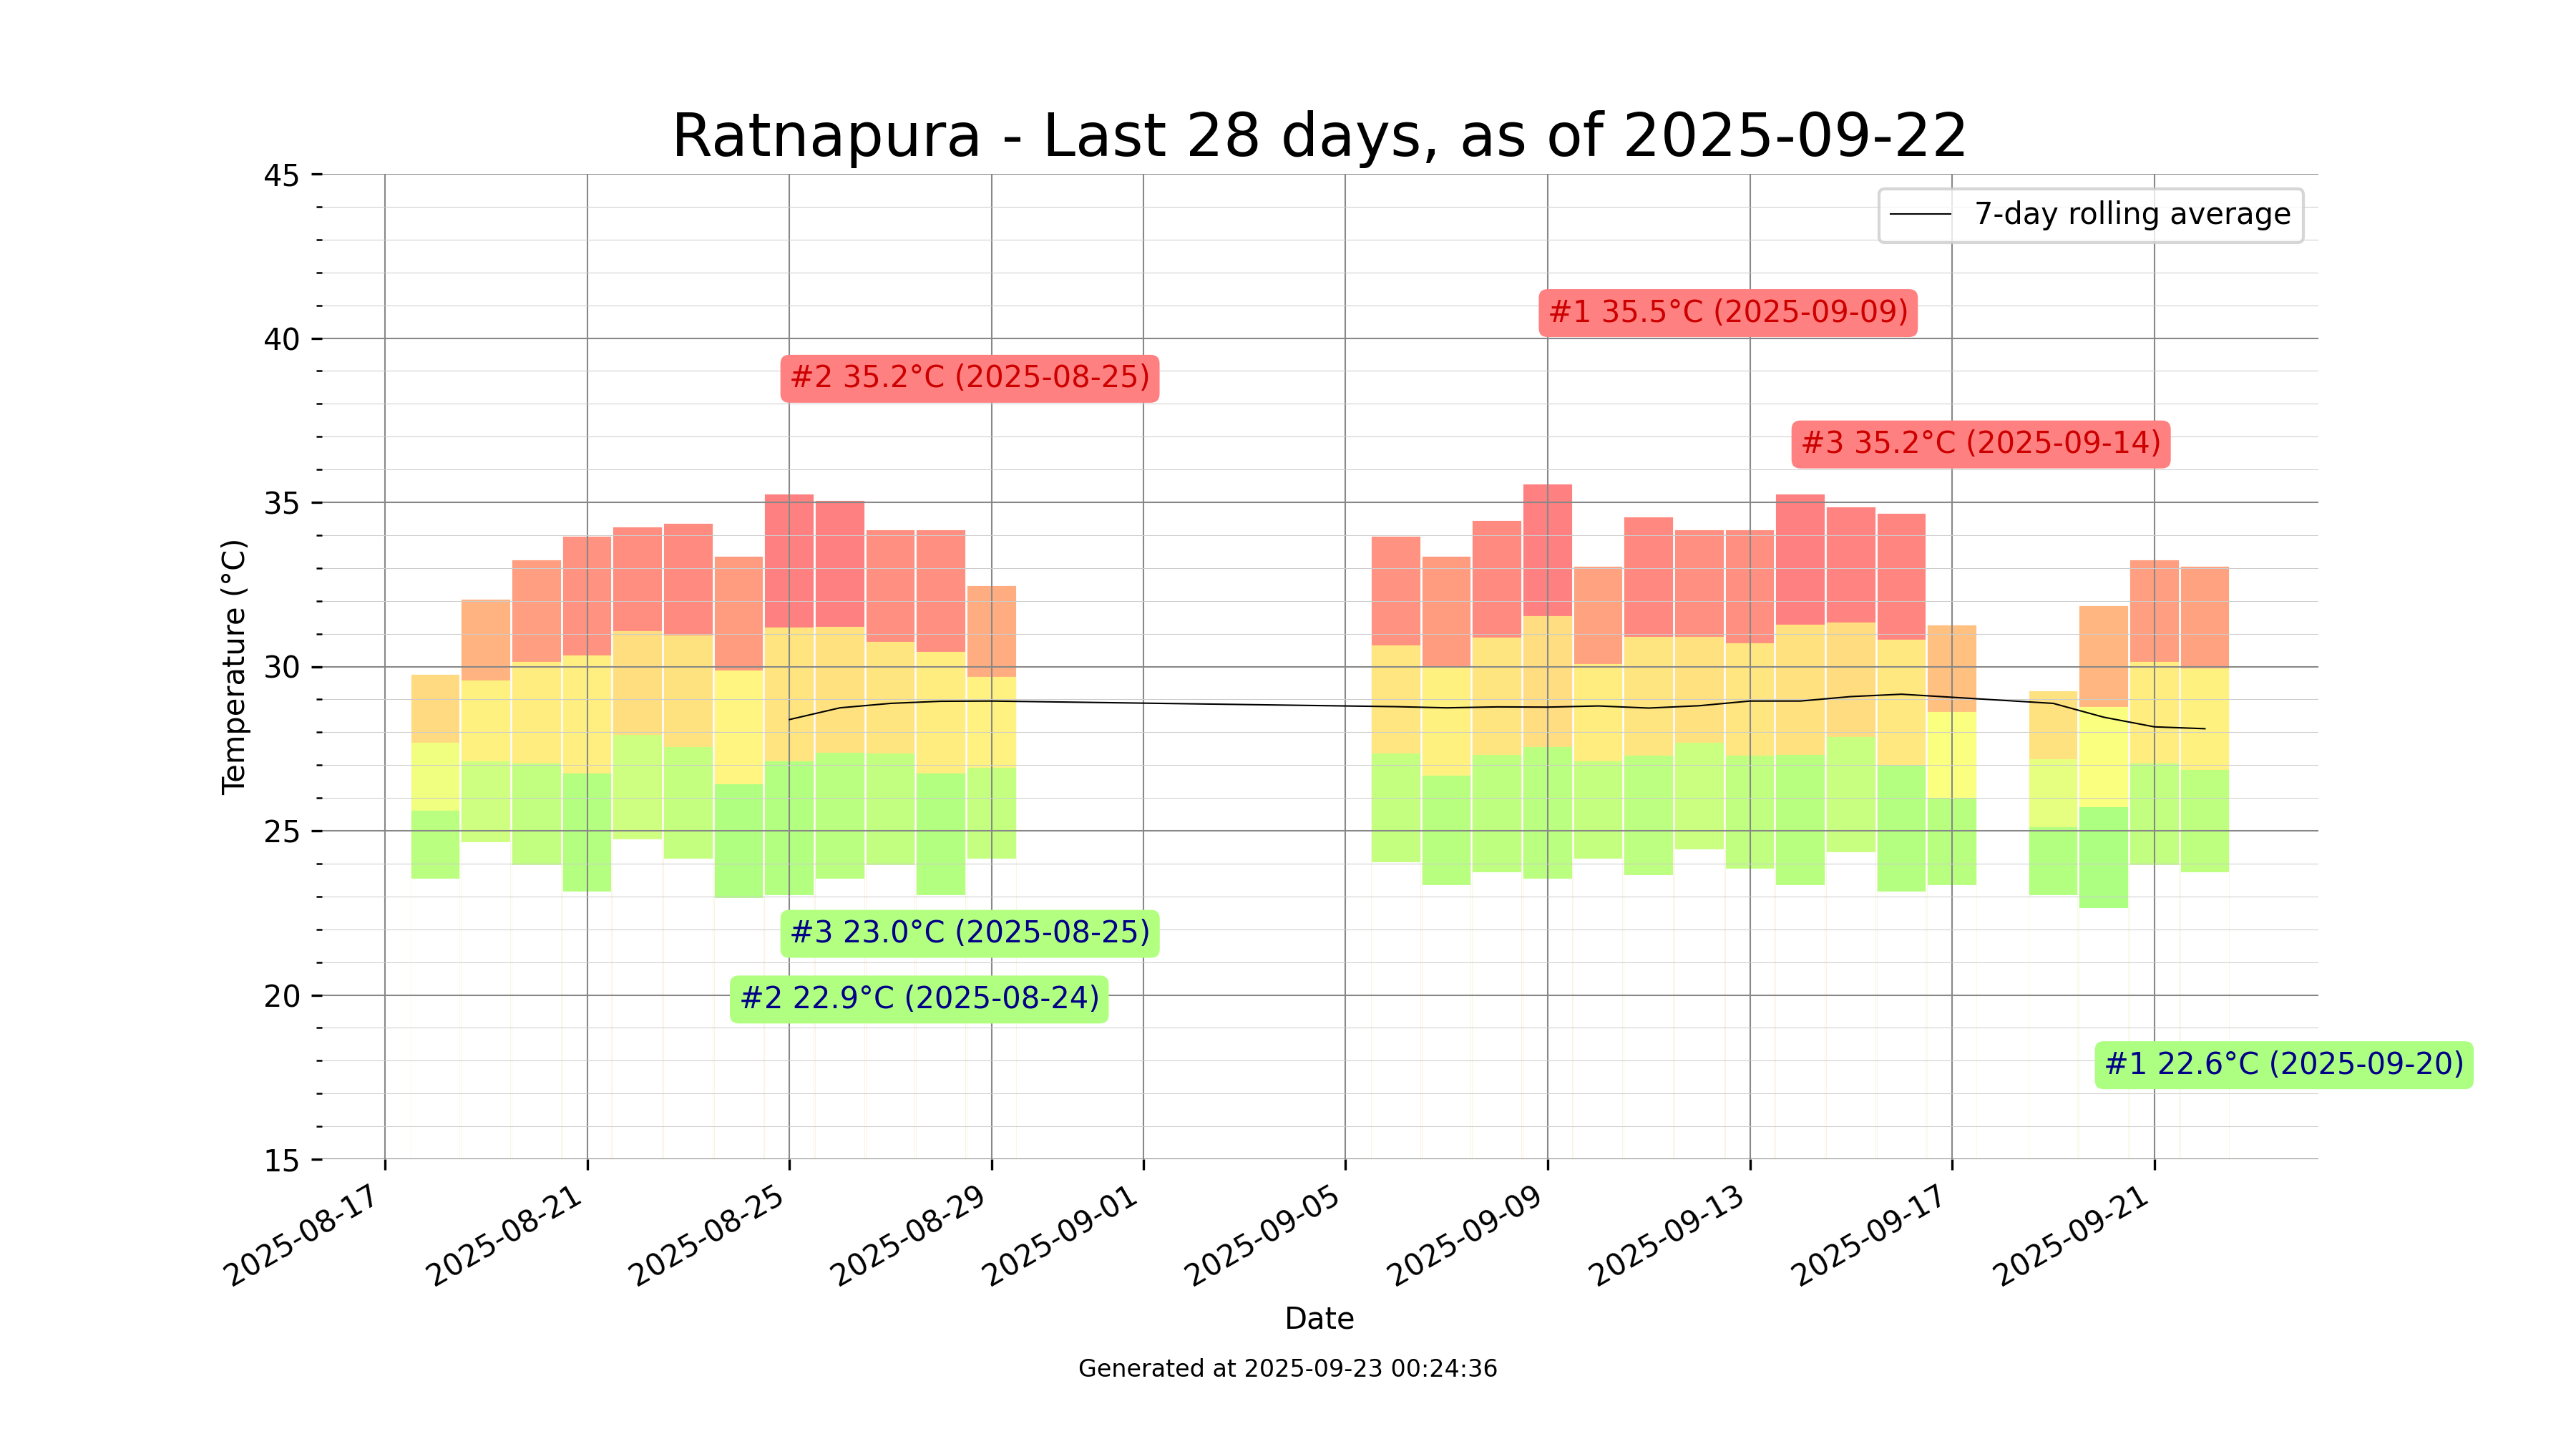 Ratnapura - Last 28 days, as of 2025-09-22
45
40
35
30
25
20
15
Temperature (°C)
7-day rolling average
#1 35.5°C (2025-09-09)
#2 35.2°C (2025-08-25)
#3 35.2°C (2025-09-14)
#3 23.0°C (2025-08-25)
#2 22.9°C (2025-08-24)
#1 22.6°C (2025-09-20)
2025-08-17
2025-08-21
2025-08-25
2025-08-29
2025-09-01
2025-09-05
2025-09-09
2025-09-13
2025-09-17
2025-09-21
Date
Generated at 2025-09-23 00:24:36